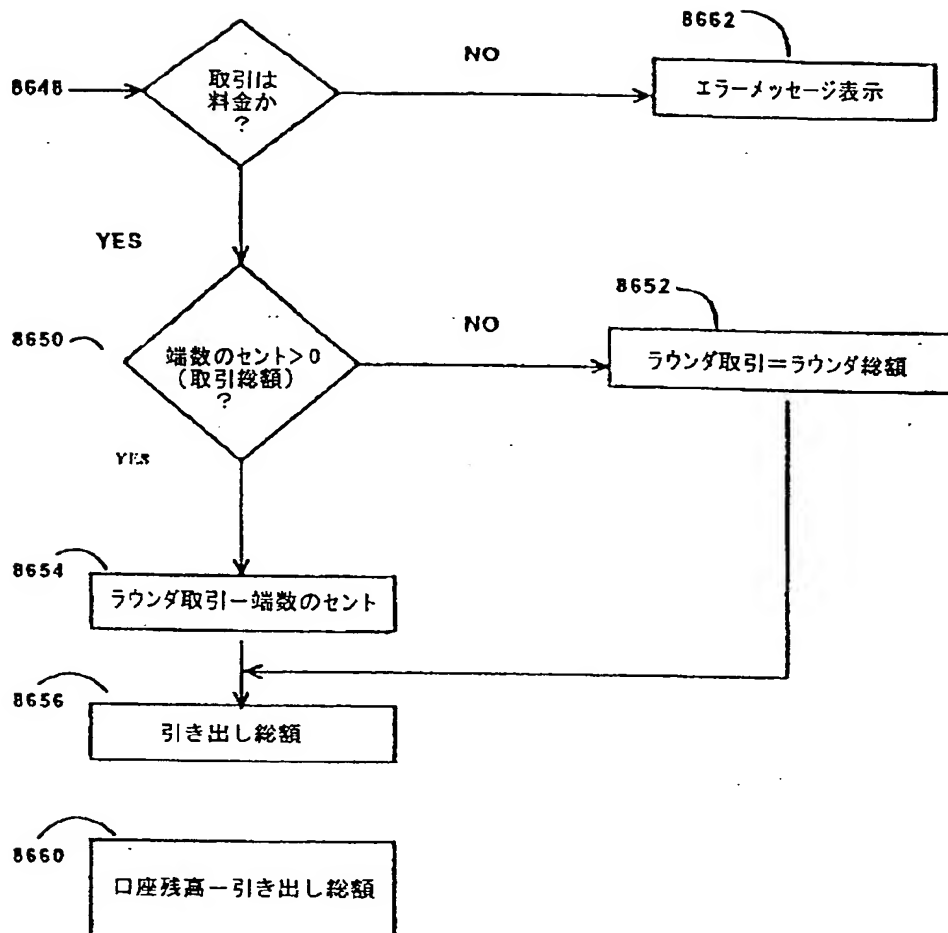 8662
NO
8648
取引は
料金か
?
エラーメッセージ表示
YES
8652
8650
NO
端数のセント>0
(取引総額)
?
ラウンダ取引=ラウンダ総額
YES
8654
ラウンダ取引-端数のセント
8656
引き出し総額
8660
口座残高-引き出し総額